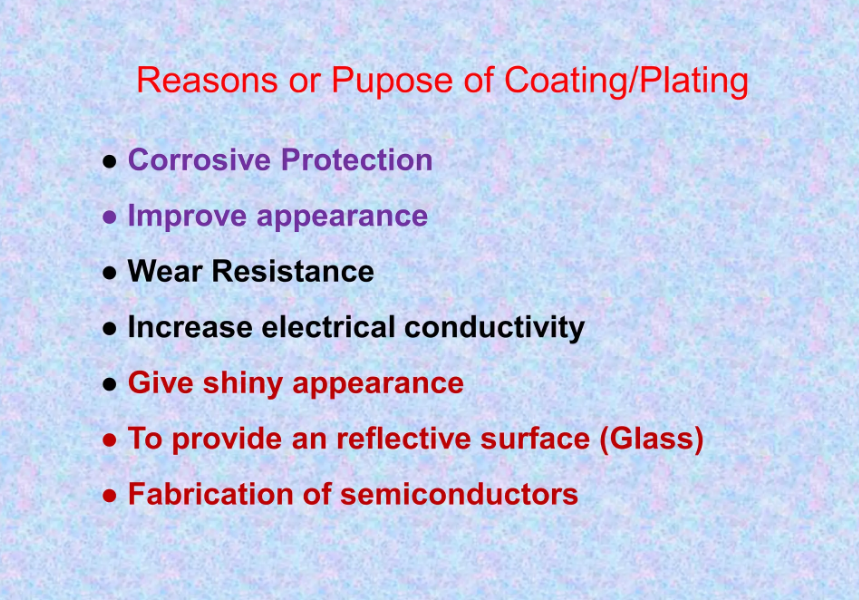 Reasons or Pupose of Coating/Plating
● Corrosive Protection
● Improve appearance
● Wear Resistance
● Increase electrical conductivity
● Give shiny appearance
● To provide an reflective surface (Glass)
● Fabrication of semiconductors